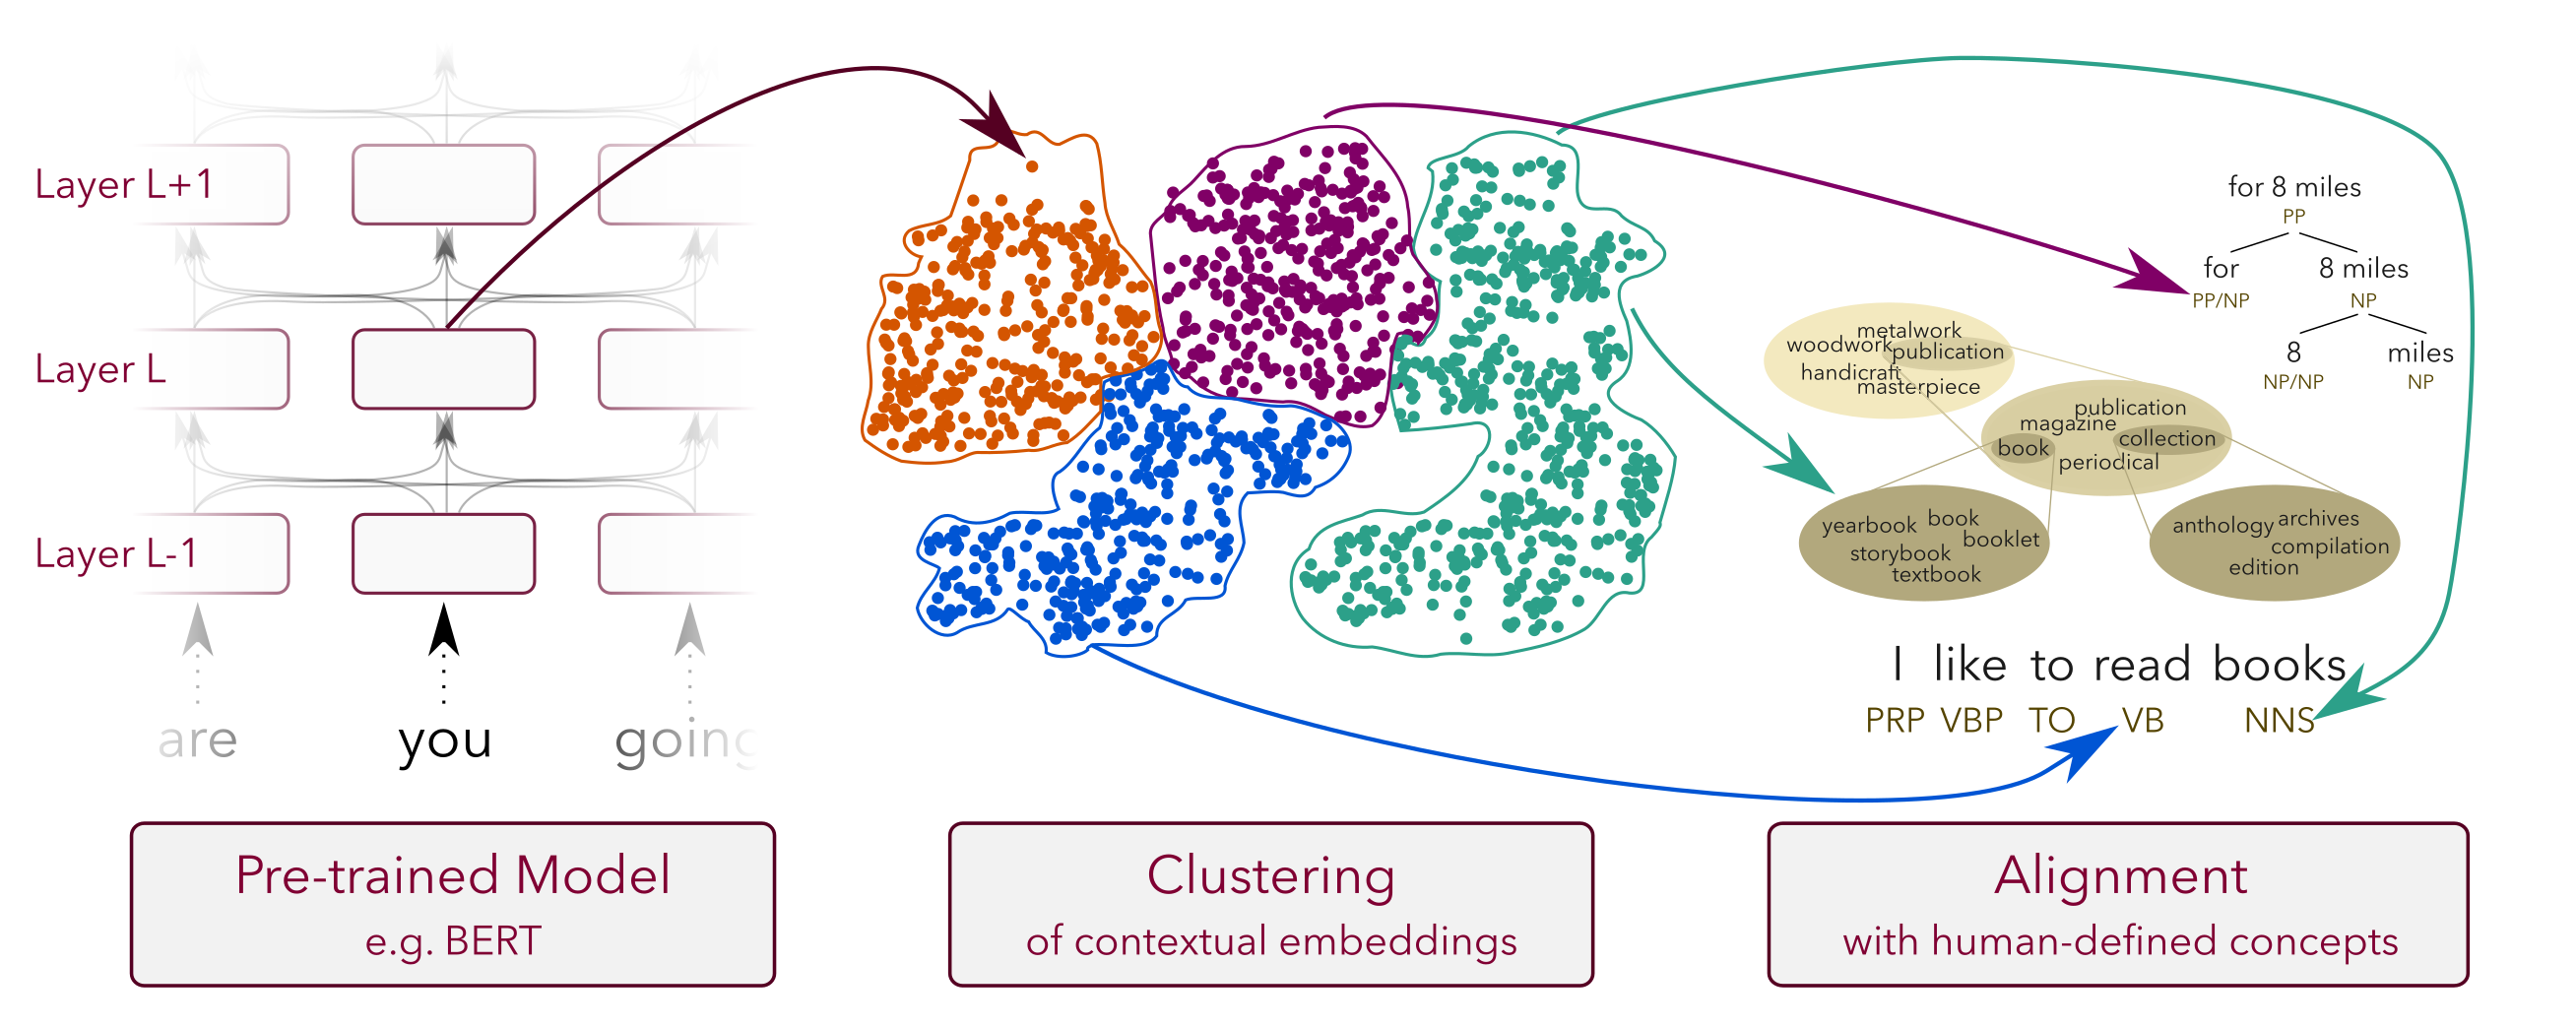 Layer L+1
Layer L
Layer L-1
are you going
for 8 miles
PP
for 8 miles
PP/NP NP
8 miles
NP/NP NP
metalwork
woodwork
publication
handicraft
masterpiece
publication
magazine
collection
book
periodical
yearbook book
booklet
storybook
textbook
anthology archives
compilation
edition
I like to read books
PRP VBP TO VB NNS
Pre-trained Model
e.g. BERT
Clustering
of contextual embeddings
Alignment
with human-defined concepts